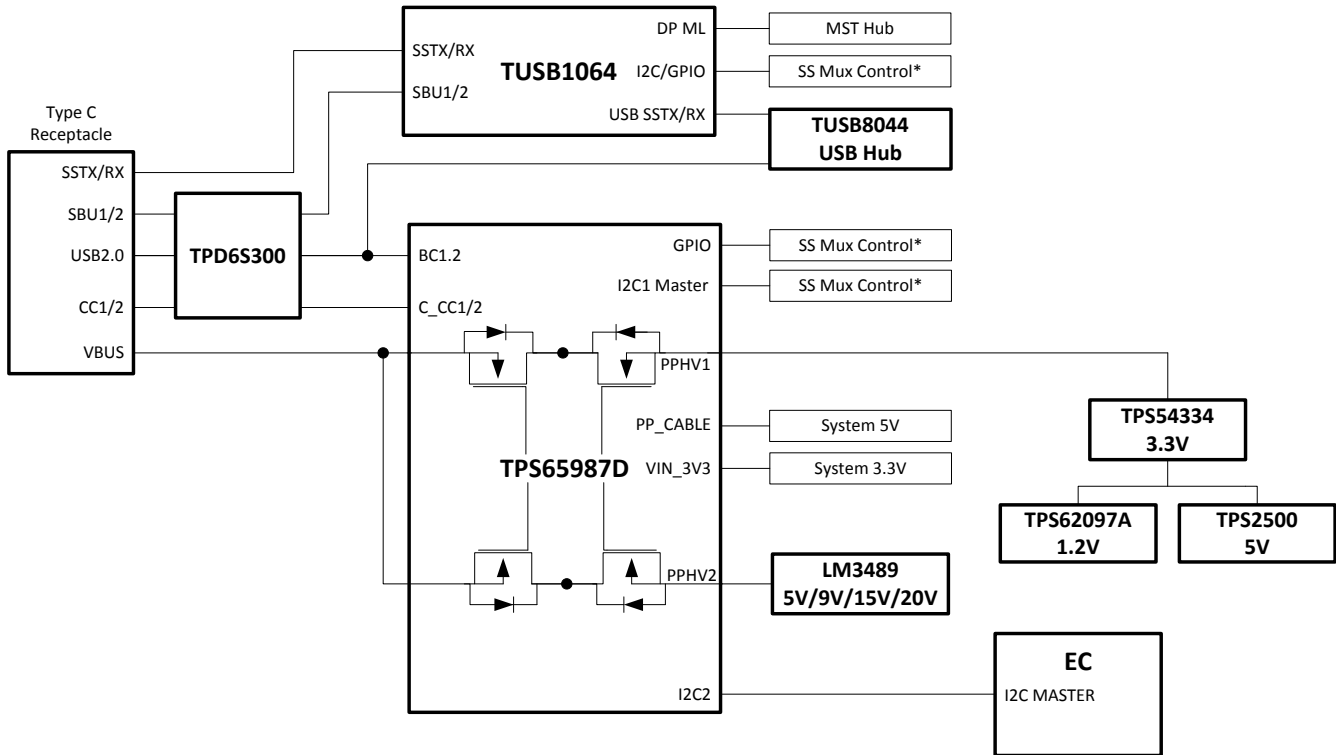 DP ML
MST Hub
SSTX/RX
TUSB1064
I2C/GPIO
SS Mux Control*
SBU1/2
USB SSTX/RX
TUSB8044
USB Hub
Type C
Receptacle
SSTX/RX
SBU1/2
USB2.0
CC1/2
VBUS
TPD6S300
BC1.2
C_CC1/2
GPIO
SS Mux Control*
I2C1 Master
SS Mux Control*
PPHV1
PP_CABLE
System 5V
TPS65987D
VIN_3V3
System 3.3V
TPS54334
3.3V
TPS62097A
1.2V
TPS2500
5V
PPHV2
LM3489
5V/9V/15V/20V
I2C2
EC
I2C MASTER